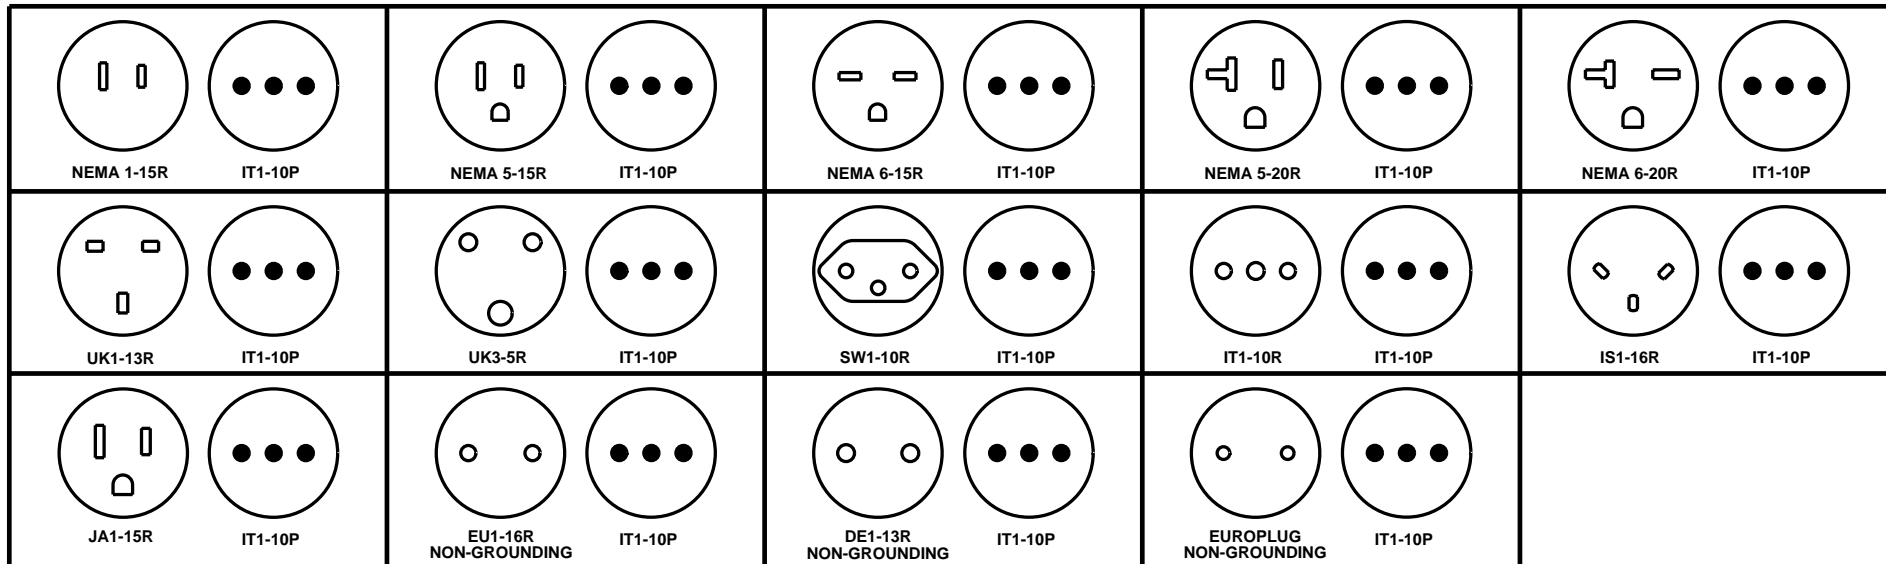 NEMA 1-15R IT1-10P NEMA 5-15R IT1-10P NEMA 6-15R IT1-10P NEMA 5-20R IT1-10P NEMA 6-20R IT1-10P
UK1-13R IT1-10P UK3-5R IT1-10P SW1-10R IT1-10P IT1-10R IT1-10P IS1-16R IT1-10P
JA1-15R IT1-10P EU1-16R IT1-10P DE1-13R IT1-10P EUROPLUG IT1-10P
NON-GROUNDING NON-GROUNDING NON-GROUNDING